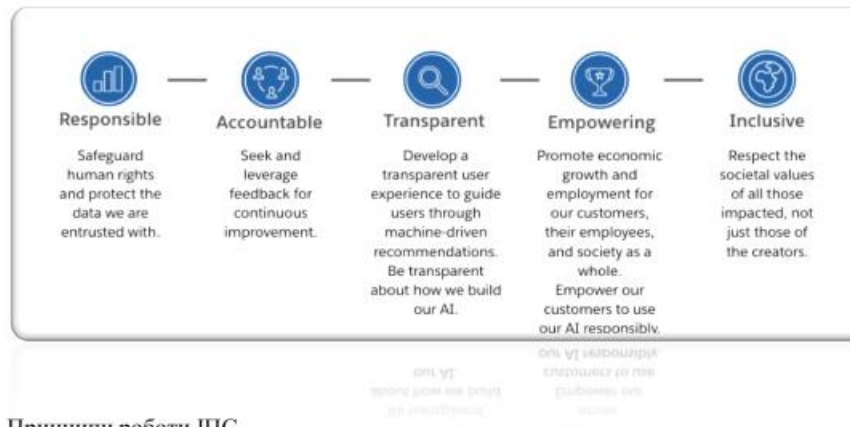 Responsible
Safeguard
human rights
and protect the
data we are
entrusted with.
Accountable
Seek and
leverage
feedback for
continuous
improvement.
Transparent
Develop a
transparent user
experience to guide
users through
machine-driven
recommendations.
Be transparent
about how we build
our AI.
Empowering
Promote economic
growth and
employment for
our customers,
their employees,
and society as a
whole.
Empower our
customers to use
our AI responsibly.
Inclusive
Respect the
societal values
of all those
impacted, not
just those of
the creators.
Принципи роботи